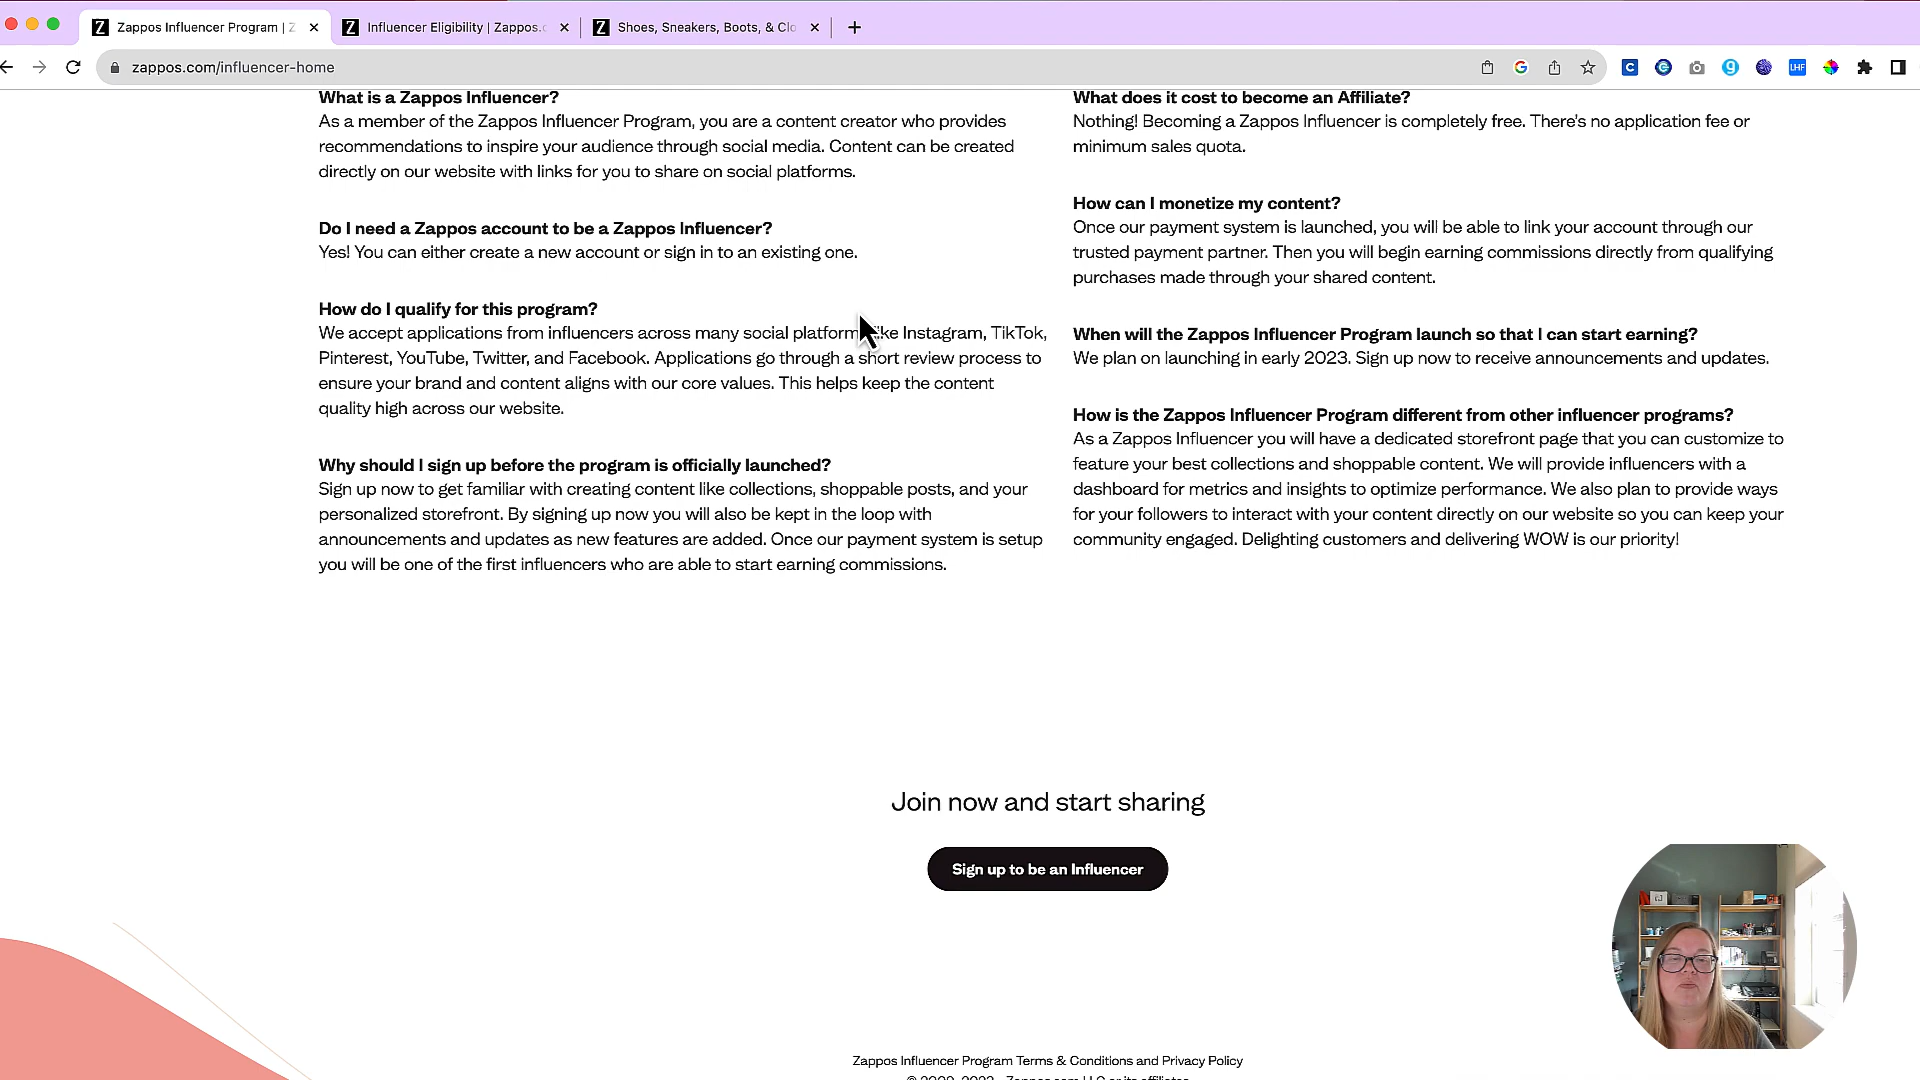 Zappos Influencer Program | Z
Influencer Eligibility | Zappos.c
Shoes, Sneakers, Boots, & Clo
zappos.com/influencer-home
What is a Zappos Influencer?
As a member of the Zappos Influencer Program, you are a content creator who provides
recommendations to inspire your audience through social media. Content can be created
directly on our website with links for you to share on social platforms.
Do I need a Zappos account to be a Zappos Influencer?
Yes! You can either create a new account or sign in to an existing one.
How do I qualify for this program?
We accept applications from influencers across many social platform like Instagram, TikTok,
Pinterest, YouTube, Twitter, and Facebook. Applications go through a short review process to
ensure your brand and content aligns with our core values. This helps keep the content
quality high across our website.
Why should I sign up before the program is officially launched?
Sign up now to get familiar with creating content like collections, shoppable posts, and your
personalized storefront. By signing up now you will also be kept in the loop with
announcements and updates as new features are added. Once our payment system is setup
you will be one of the first influencers who are able to start earning commissions.
What does it cost to become an Affiliate?
Nothing! Becoming a Zappos Influencer is completely free. There's no application fee or
minimum sales quota.
How can I monetize my content?
Once our payment system is launched, you will be able to link your account through our
trusted payment partner. Then you will begin earning commissions directly from qualifying
purchases made through your shared content.
When will the Zappos Influencer Program launch so that I can start earning?
We plan on launching in early 2023. Sign up now to receive announcements and updates.
How is the Zappos Influencer Program different from other influencer programs?
As a Zappos Influencer you will have a dedicated storefront page that you can customize to
feature your best collections and shoppable content. We will provide influencers with a
dashboard for metrics and insights to optimize performance. We also plan to provide ways
for your followers to interact with your content directly on our website so you can keep your
community engaged. Delighting customers and delivering WOW is our priority!
Join now and start sharing
Sign up to be an Influencer
Zappos Influencer Program Terms & Conditions and Privacy Policy